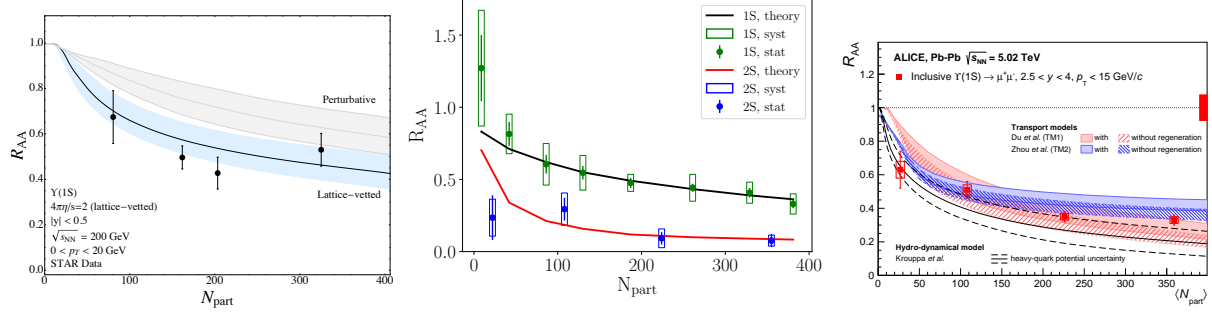 1.0
0.8
0.6
0.4
0.2
0.0
0
100
200
300
400
R_AA
N_part
Perturbative
Lattice-vetted
ϒ(1S)
4πη/s=2 (lattice-vetted)
|y| < 0.5
√s_NN = 200 GeV
0 < p_T < 20 GeV
STAR Data
R_AA
1.5
1.0
0.5
0.0
0
100
200
300
400
N_part
1S, theory
1S, syst
1S, stat
2S, theory
2S, syst
2S, stat
R_AA
1.4
1.2
1
0.8
0.6
0.4
0.2
0
0
50
100
150
200
250
300
350
⟨N_part⟩
ALICE, Pb-Pb √s_NN = 5.02 TeV
Inclusive ϒ(1S) → μ⁺μ⁻, 2.5 < y < 4, p_T < 15 GeV/c
Transport models
Du et al. (TM1) with without regeneration
Zhou et al. (TM2) with without regeneration
Hydro-dynamical model
Krouppa et al. heavy-quark potential uncertainty